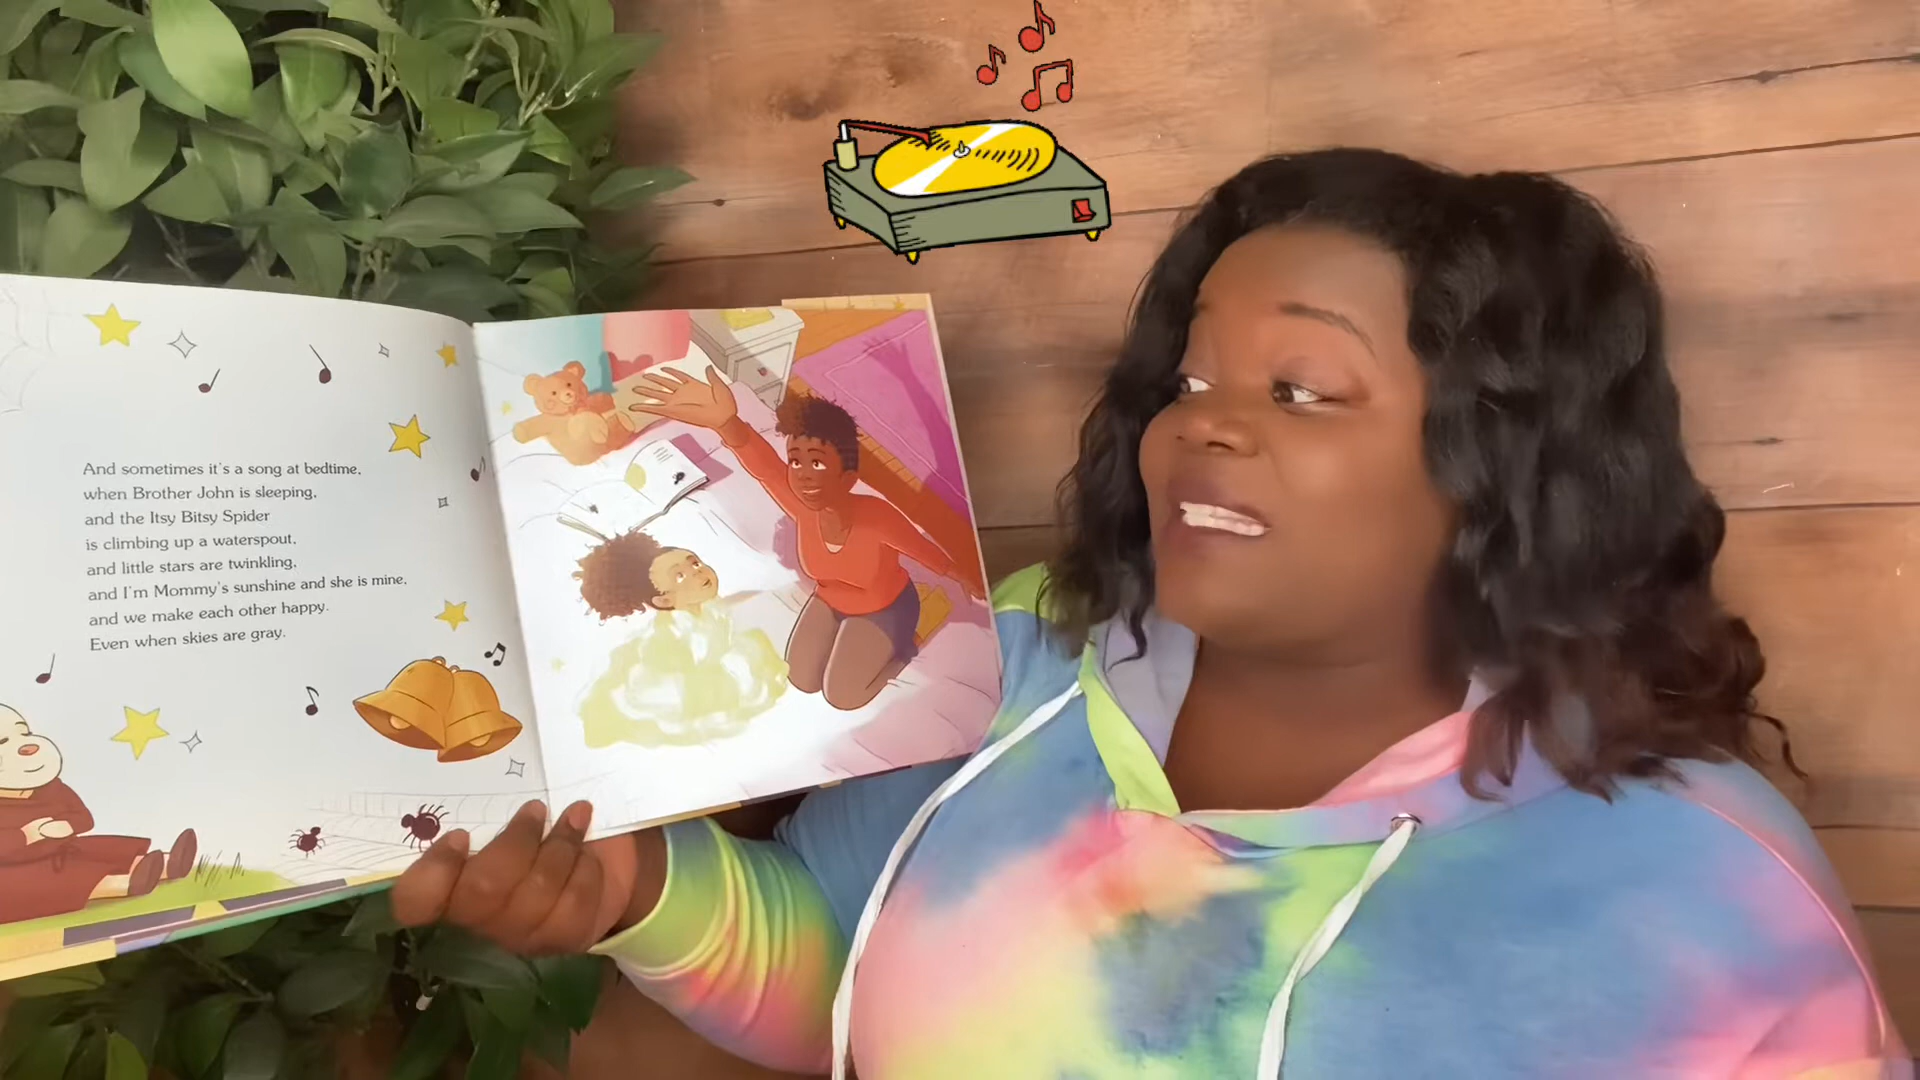 And sometimes it's a song at bedtime,
when Brother John is sleeping,
and the Itsy Bitsy Spider
is climbing up a waterspout,
and little stars are twinkling,
and I'm Mommy's sunshine and she is mine,
and we make each other happy.
Even when skies are gray.